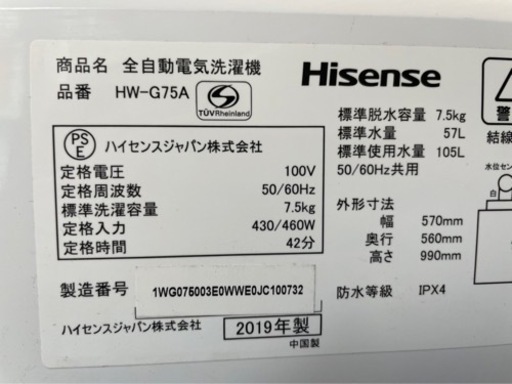 商品名 全自動電気洗濯機
品番 HW-G75A
TÜVRheinland
PSE
ハイセンスジャパン株式会社
定格電圧 100V
定格周波数 50/60Hz
標準洗濯容量 7.5kg
定格入力 430/460W
定格時間 42分
製造番号 1WG075003E0WWE0JC100732
ハイセンスジャパン株式会社 2019年製
中国製
Hisense
標準脱水容量 7.5kg
標準水量 57L
標準使用水量 105L
50/60Hz共用
外形寸法
幅 570mm
奥行 560mm
高さ 990mm
防水等級 IPX4
警
結線
水位セン
白